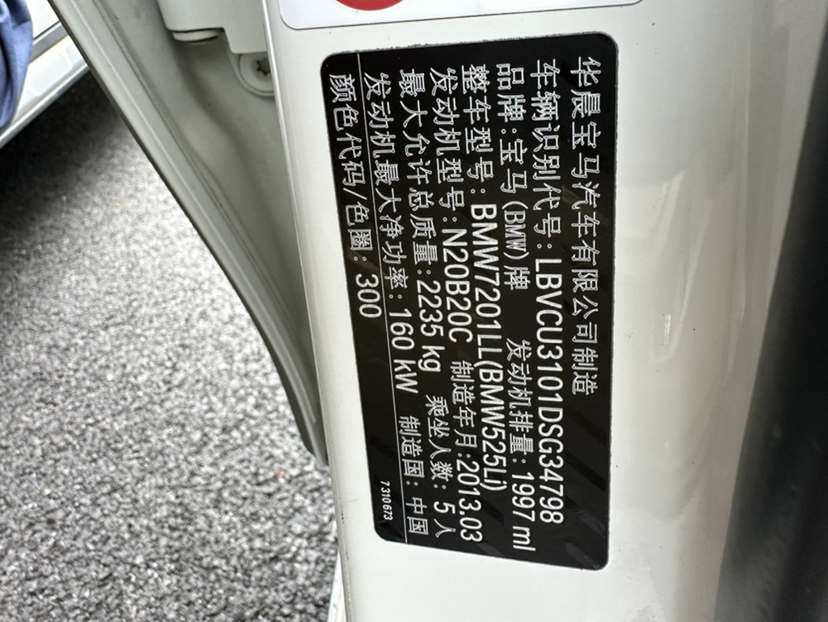 华晨宝马汽车有限公司制造
车辆识别代号: LBVCU3101DSG34798
品牌: 宝马(BMW)牌 发动机排量: 1997 ml
整车型号: BMW7201LL(BMW525Li)
发动机型号: N20B20C 制造年月: 2013.03
最大允许总质量: 2235 kg 乘坐人数: 5人
发动机最大净功率: 160 kW 制造国: 中国
颜色代码/色圈: 300
7310673